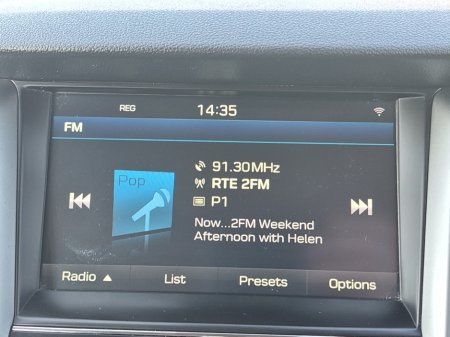 REG 14:35
FM
Pop
91.30MHz
RTE 2FM
P1
Now...2FM Weekend
Afternoon with Helen
Radio ▲ List Presets Options